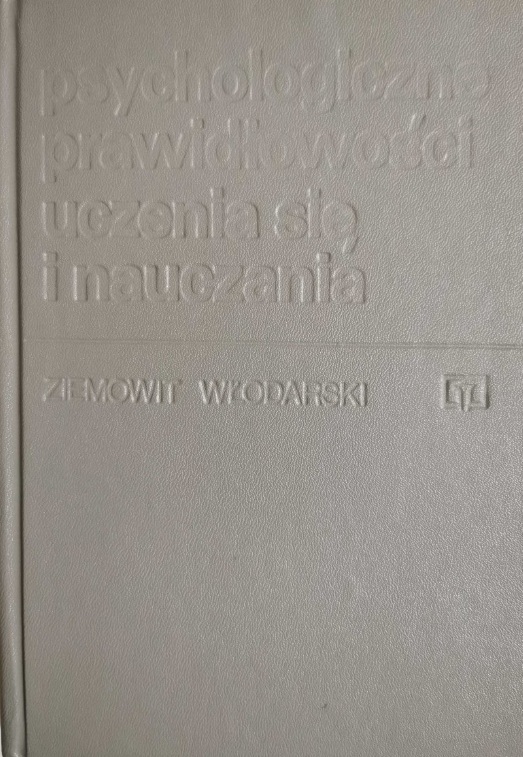 psychologiczne
prawidłowości
uczenia się
i nauczania
ZIEMOWIT WŁODARSKI